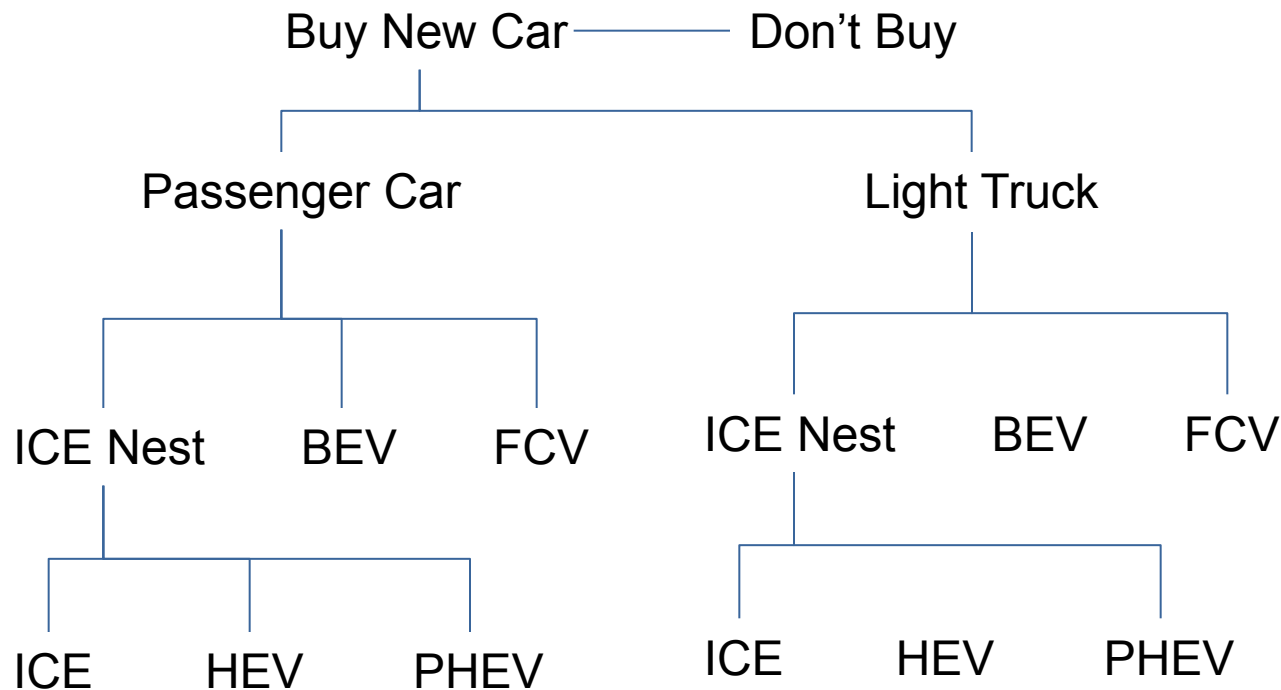 Buy New Car Don’t Buy
Passenger Car Light Truck
ICE Nest BEV FCV ICE Nest BEV FCV
ICE HEV PHEV ICE HEV PHEV